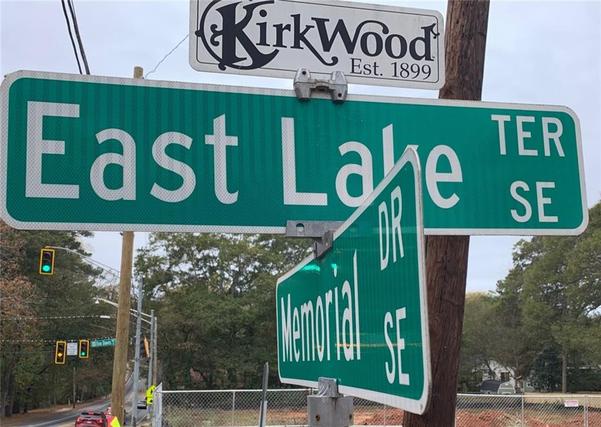 KirkWood
Est. 1899
East Lake TER SE
Memorial DR SE